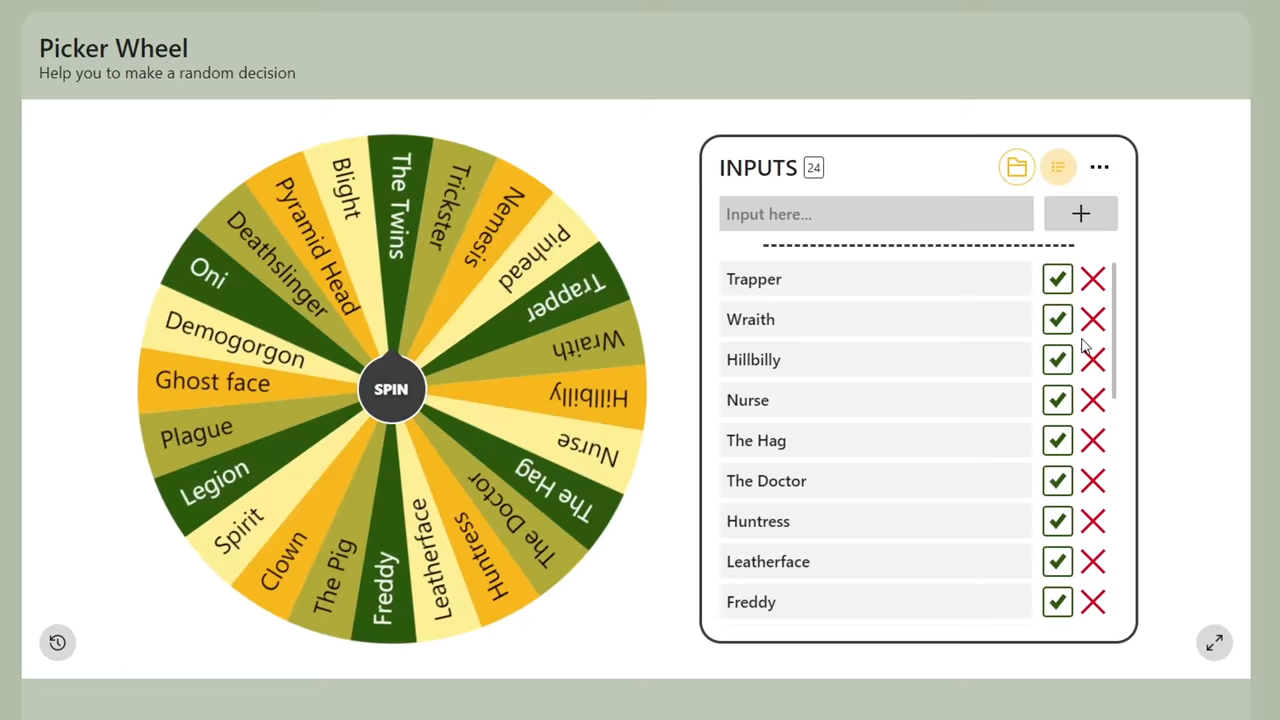 Picker Wheel
Help you to make a random decision
The Twins
Trickster
Nemesis
Pinhead
Trapper
Wraith
Hillbilly
Nurse
The Hag
The Doctor
Huntress
Leatherface
Freddy
The Pig
Clown
Spirit
Legion
Plague
Ghost face
Demogorgon
Oni
Deathslinger
Pyramid Head
Blight
SPIN
INPUTS 24
Input here...
Trapper
Wraith
Hillbilly
Nurse
The Hag
The Doctor
Huntress
Leatherface
Freddy